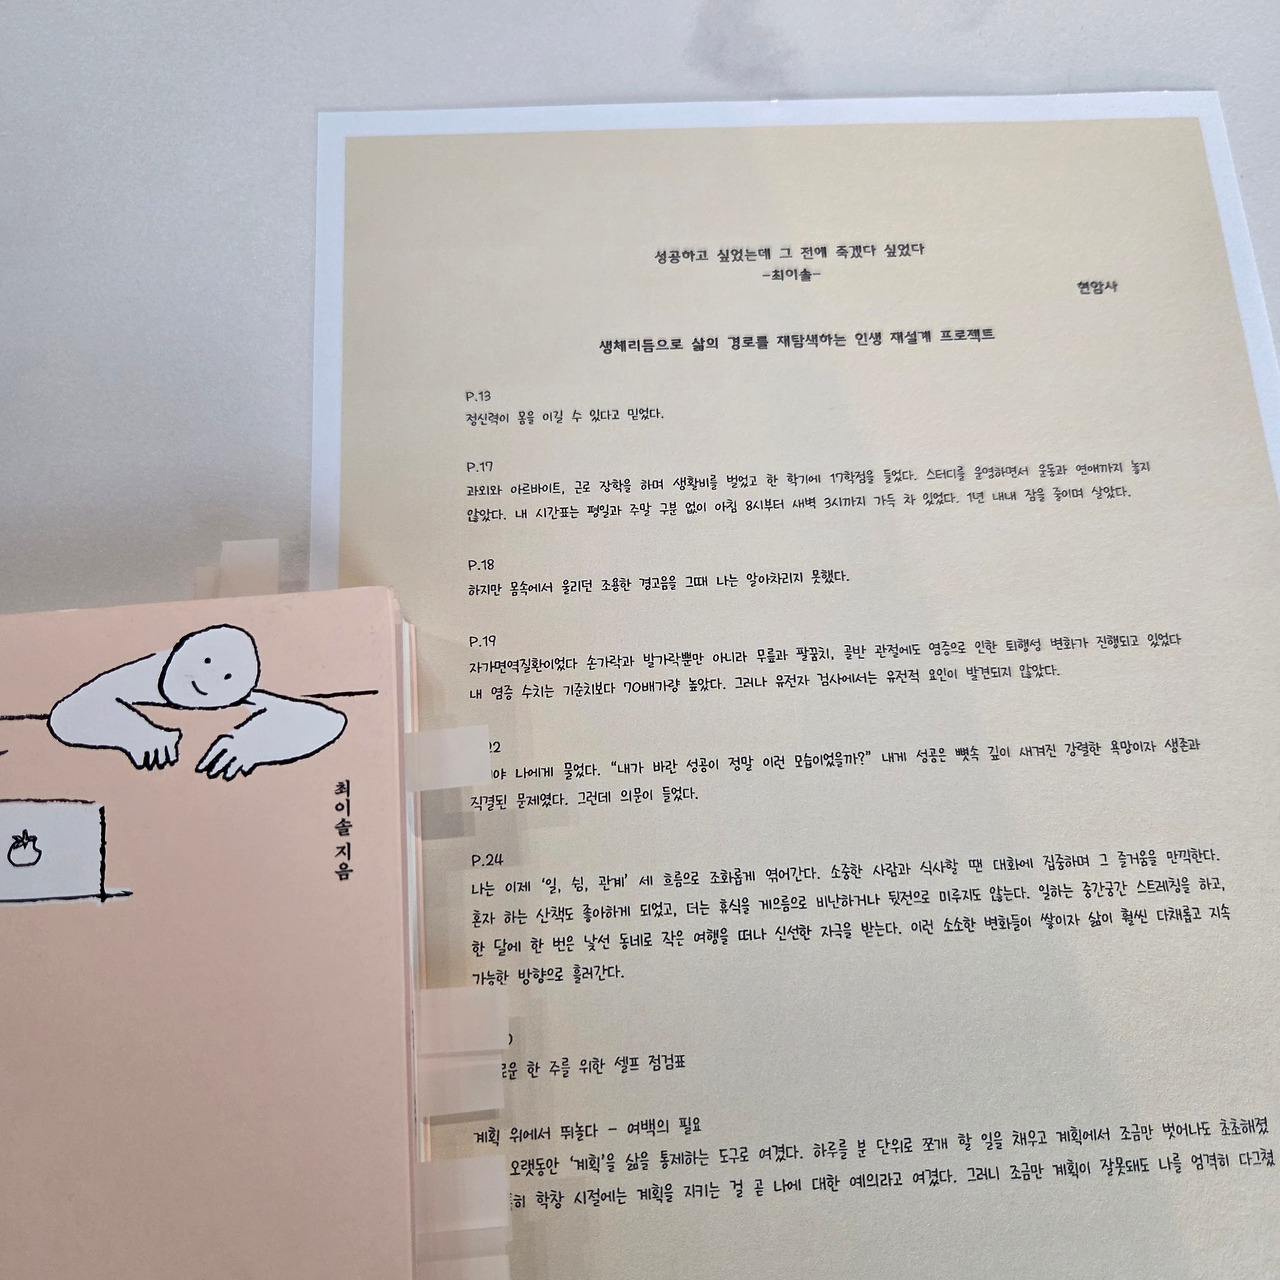 성공하고 싶었는데 그 전에 죽겠다 싶었다
-최이솔-
현암사
생체리듬으로 삶의 경로를 재탐색하는 인생 재설계 프로젝트
P.13
정신력이 몸을 이길 수 있다고 믿었다.
P.17
과외와 아르바이트, 근로 장학을 하며 생활비를 벌었고 한 학기에 17학점을 들었다. 스터디를 운영하면서 운동과 연애까지 놓지
않았다. 내 시간표는 평일과 주말 구분 없이 아침 8시부터 새벽 3시까지 가득 차 있었다. 1년 내내 잠을 줄이며 살았다.
P.18
하지만 몸속에서 울리던 조용한 경고음을 그때 나는 알아차리지 못했다.
P.19
자가면역질환이었다 손가락과 발가락뿐만 아니라 무릎과 팔꿈치, 골반 관절에도 염증으로 인한 퇴행성 변화가 진행되고 있었다
내 염증 수치는 기준치보다 70배가량 높았다. 그러나 유전자 검사에서는 유전적 요인이 발견되지 않았다.
22
야 나에게 물었다. “내가 바란 성공이 정말 이런 모습이었을까?” 내게 성공은 뼛속 깊이 새겨진 강렬한 욕망이자 생존과
직결된 문제였다. 그런데 의문이 들었다.
P.24
나는 이제 ‘일, 쉼, 관계’ 세 흐름으로 조화롭게 엮어간다. 소중한 사람과 식사할 땐 대화에 집중하며 그 즐거움을 만끽한다.
혼자 하는 산책도 좋아하게 되었고, 더는 휴식을 게으름으로 비난하거나 뒷전으로 미루지도 않는다. 일하는 중간궁간 스트레칭을 하고,
한 달에 한 번은 낯선 동네로 작은 여행을 떠나 신선한 자극을 받는다. 이런 소소한 변화들이 쌓이자 삶이 훨씬 다채롭고 지속
가능한 방향으로 흘러간다.
운 한 주를 위한 셀프 점검표
계획 위에서 뛰놀다 - 여백의 필요
오랫동안 ‘계획’을 삶을 통제하는 도구로 여겼다. 하루를 분 단위로 쪼개 할 일을 채우고 계획에서 조금만 벗어나도 초초해졌
히 학창 시절에는 계획을 지키는 걸 곧 나에 대한 예의라고 여겼다. 그러니 조금만 계획이 잘못돼도 나를 엄격히 다그쳤
최이솔 지음